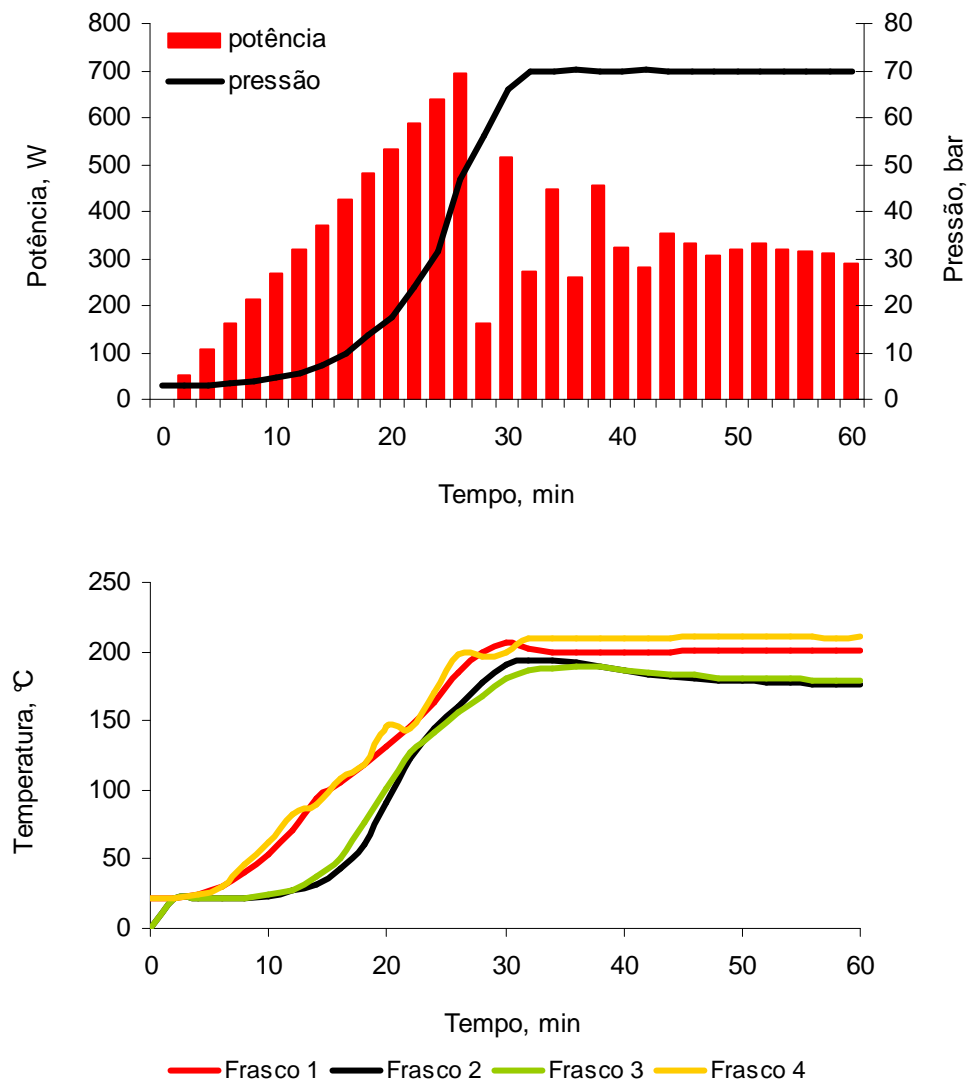 potência
pressão
800
700
600
500
400
300
200
100
0
Potência, W
80
70
60
50
40
30
20
10
0
Pressão, bar
0 10 20 30 40 50 60
Tempo, min
250
200
150
100
50
0
Temperatura, °C
0 10 20 30 40 50 60
Tempo, min
Frasco 1 Frasco 2 Frasco 3 Frasco 4